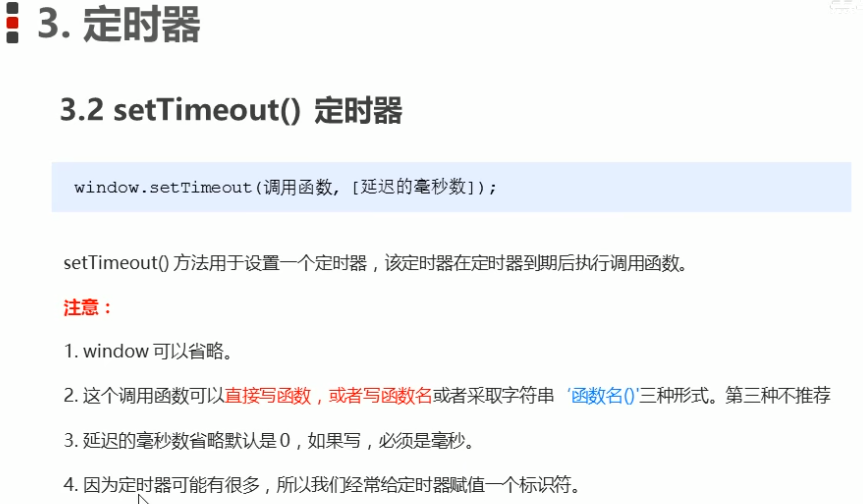 3. 定时器
3.2 setTimeout() 定时器
window.setTimeout(调用函数, [延迟的毫秒数]);
setTimeout() 方法用于设置一个定时器，该定时器在定时器到期后执行调用函数。
注意：
1. window 可以省略。
2. 这个调用函数可以直接写函数，或者写函数名或者采取字符串‘函数名()'三种形式。第三种不推荐
3. 延迟的毫秒数省略默认是 0，如果写，必须是毫秒。
4. 因为定时器可能有很多，所以我们经常给定时器赋值一个标识符。